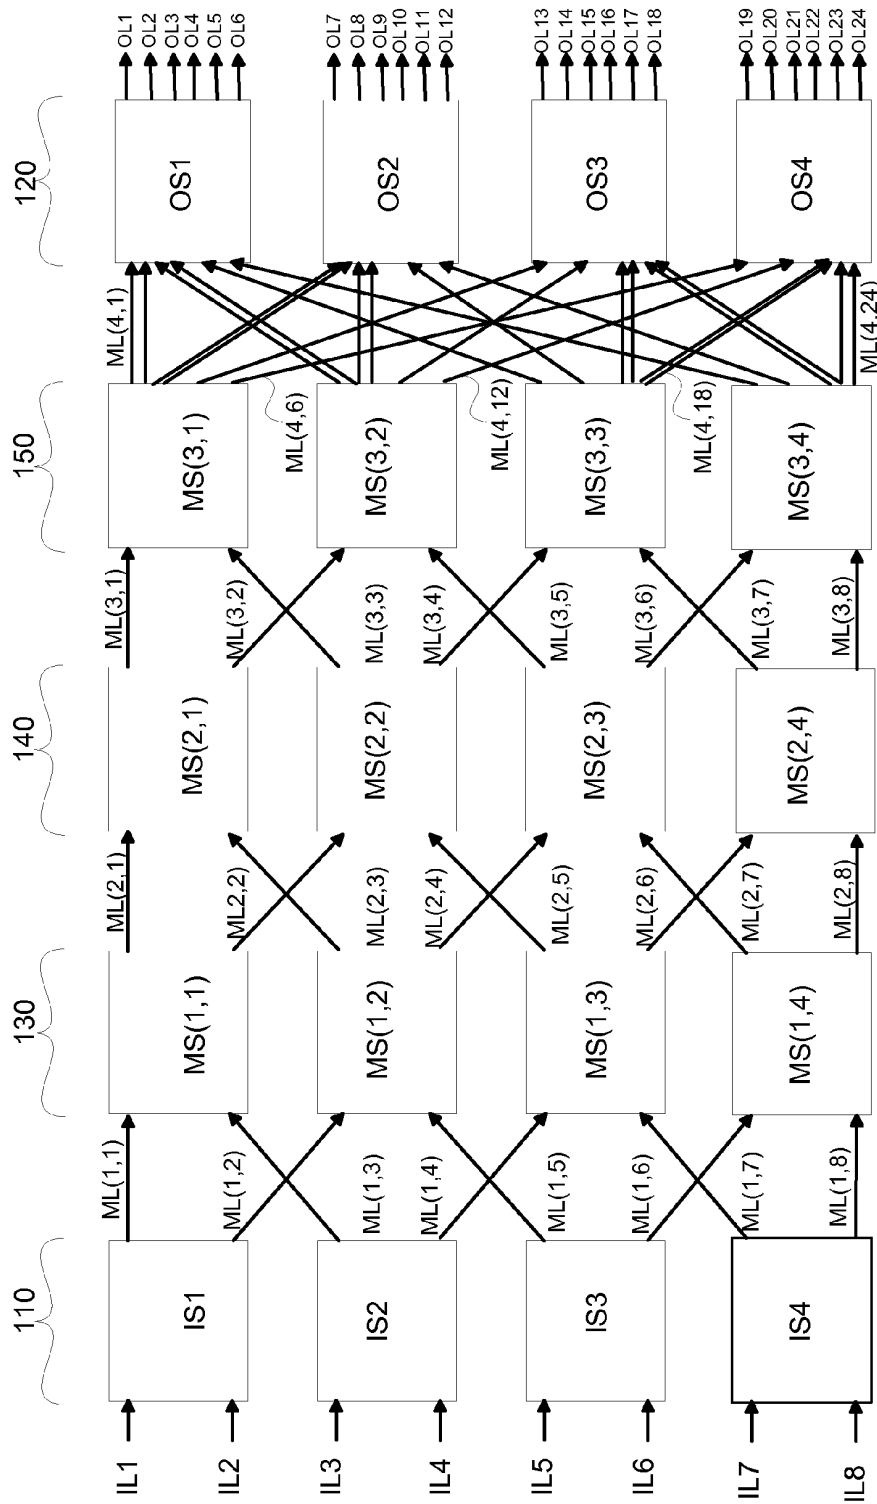 110
130
140
150
120
IL1
IL2
IL3
IL4
IL5
IL6
IL7
IL8
IS1
IS2
IS3
IS4
ML(1,1)
ML(1,2)
ML(1,3)
ML(1,4)
ML(1,5)
ML(1,6)
ML(1,7)
ML(1,8)
MS(1,1)
MS(1,2)
MS(1,3)
MS(1,4)
ML(2,1)
ML2,2)
ML(2,3)
ML(2,4)
ML(2,5)
ML(2,6)
ML(2,7)
ML(2,8)
MS(2,1)
MS(2,2)
MS(2,3)
MS(2,4)
ML(3,1)
ML(3,2)
ML(3,3)
ML(3,4)
ML(3,5)
ML(3,6)
ML(3,7)
ML(3,8)
MS(3,1)
MS(3,2)
MS(3,3)
MS(3,4)
ML(4,1)
ML(4,6)
ML(4,12)
ML(4,18)
ML(4,24)
OS1
OS2
OS3
OS4
OL1
OL2
OL3
OL4
OL5
OL6
OL7
OL8
OL9
OL10
OL11
OL12
OL13
OL14
OL15
OL16
OL17
OL18
OL19
OL20
OL21
OL22
OL23
OL24